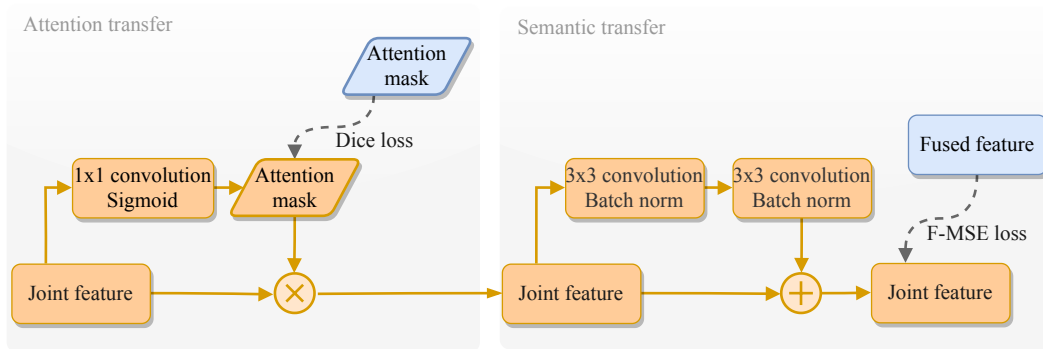 Attention transfer
Attention
mask
Dice loss
1x1 convolution
Sigmoid
Attention
mask
Joint feature
Semantic transfer
Fused feature
3x3 convolution
Batch norm
3x3 convolution
Batch norm
F-MSE loss
Joint feature
Joint feature